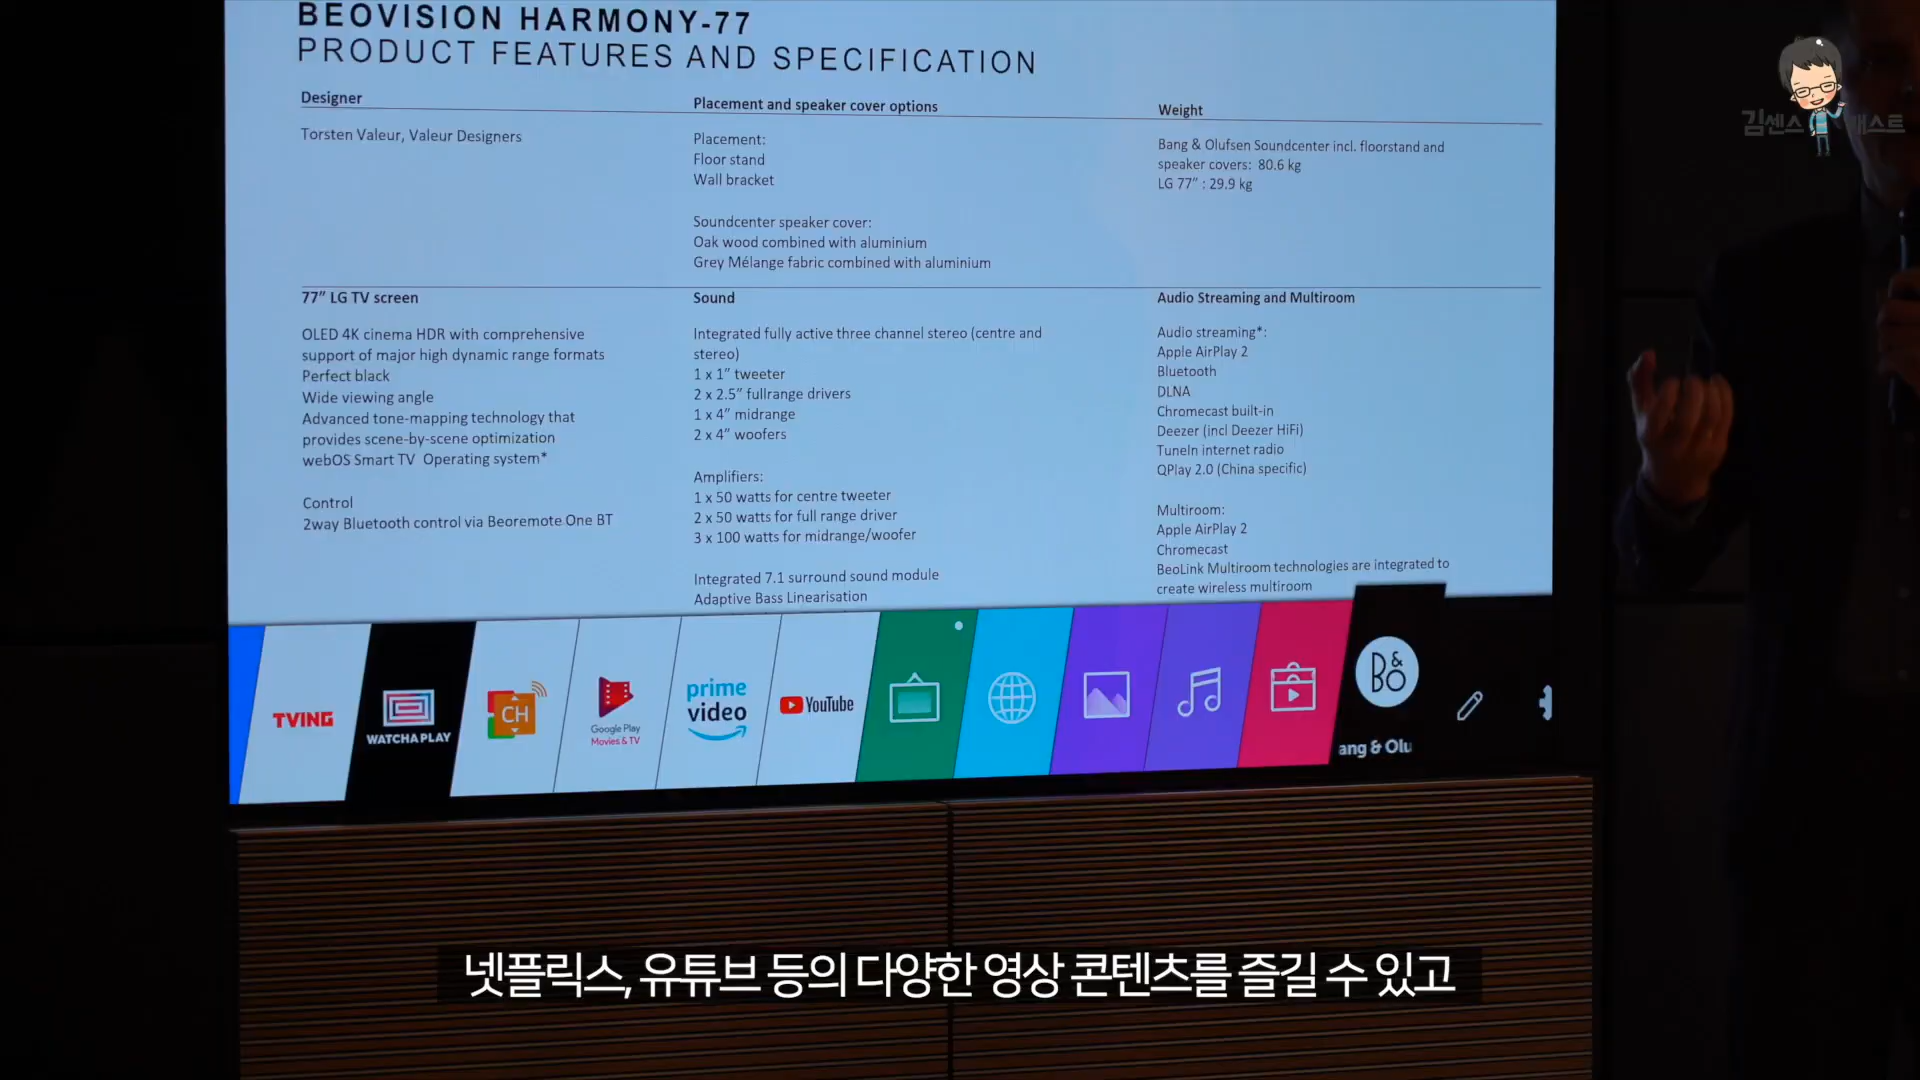 BEOVISION HARMONY-77
PRODUCT FEATURES AND SPECIFICATION
Designer
Torsten Valeur, Valeur Designers
Placement and speaker cover options
Placement:
Floor stand
Wall bracket
Soundcenter speaker cover:
Oak wood combined with aluminium
Grey Mélange fabric combined with aluminium
Weight
Bang & Olufsen Soundcenter incl. floorstand and
speaker covers: 80.6 kg
LG 77” : 29.9 kg
77” LG TV screen
OLED 4K cinema HDR with comprehensive
support of major high dynamic range formats
Perfect black
Wide viewing angle
Advanced tone-mapping technology that
provides scene-by-scene optimization
webOS Smart TV Operating system*
Control
2way Bluetooth control via Beoremote One BT
Sound
Integrated fully active three channel stereo (centre and
stereo)
1 x 1” tweeter
2 x 2.5” fullrange drivers
1 x 4” midrange
2 x 4” woofers
Amplifiers:
1 x 50 watts for centre tweeter
2 x 50 watts for full range driver
3 x 100 watts for midrange/woofer
Integrated 7.1 surround sound module
Adaptive Bass Linearisation
Audio Streaming and Multiroom
Audio streaming*:
Apple AirPlay 2
Bluetooth
DLNA
Chromecast built-in
Deezer (incl Deezer HiFi)
TuneIn internet radio
QPlay 2.0 (China specific)
Multiroom:
Apple AirPlay 2
Chromecast
BeoLink Multiroom technologies are integrated to
create wireless multiroom
TVING
WATCHA PLAY
CH
Google Play
Movies & TV
prime
video
YouTube
B&O
ang & Olu
김센스
캐스트
넷플릭스, 유튜브 등의 다양한 영상 콘텐츠를 즐길 수 있고